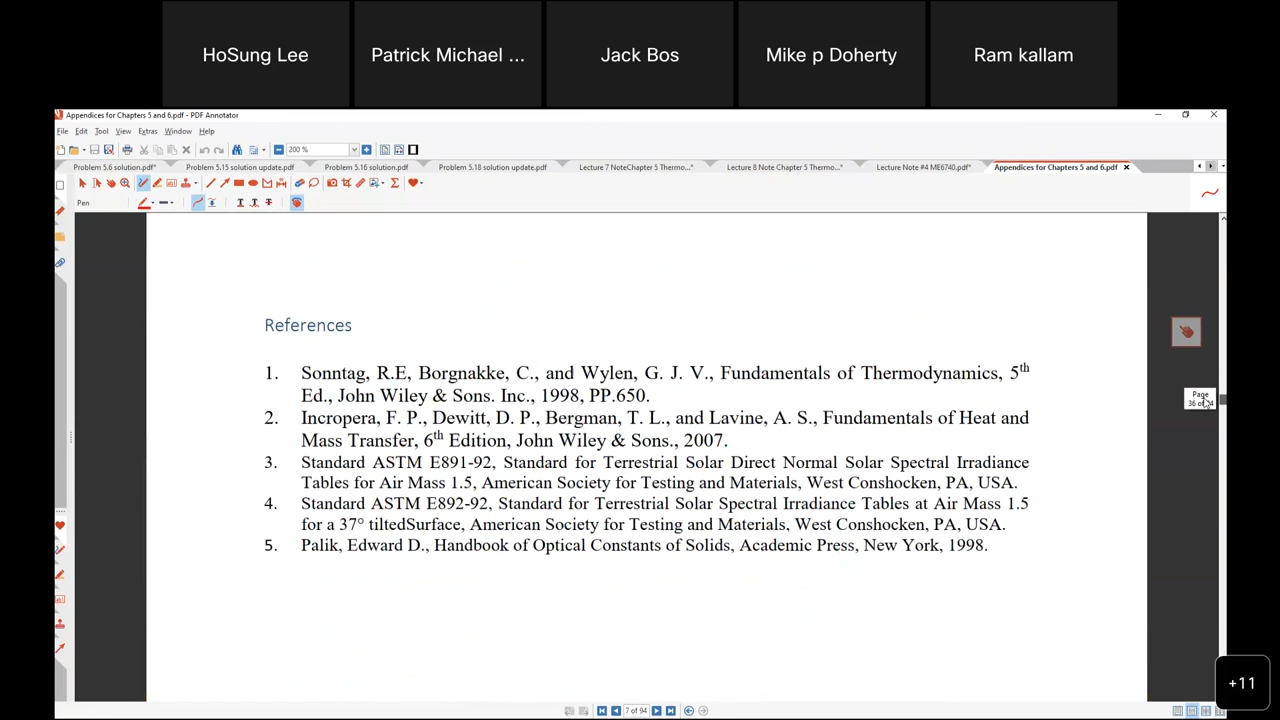 HoSung Lee
Patrick Michael ...
Jack Bos
Mike p Doherty
Ram kallam
Appendices for Chapters 5 and 6.pdf - PDF Annotator
File Edit Tool View Extras Window Help
200 %
Problem 5.6 solution.pdf*
Problem 5.15 solution update.pdf
Problem 5.16 solution.pdf
Problem 5.18 solution update.pdf
Lecture 7 NoteChapter 5 Thermo...*
Lecture 8 Note Chapter 5 Thermo...*
Lecture Note #4 ME6740.pdf*
Appendices for Chapters 5 and 6.pdf
Pen
References
1. Sonntag, R.E, Borgnakke, C., and Wylen, G. J. V., Fundamentals of Thermodynamics, 5th
Ed., John Wiley & Sons. Inc., 1998, PP.650.
2. Incropera, F. P., Dewitt, D. P., Bergman, T. L., and Lavine, A. S., Fundamentals of Heat and
Mass Transfer, 6th Edition, John Wiley & Sons., 2007.
3. Standard ASTM E891-92, Standard for Terrestrial Solar Direct Normal Solar Spectral Irradiance
Tables for Air Mass 1.5, American Society for Testing and Materials, West Conshocken, PA, USA.
4. Standard ASTM E892-92, Standard for Terrestrial Solar Spectral Irradiance Tables at Air Mass 1.5
for a 37° tiltedSurface, American Society for Testing and Materials, West Conshocken, PA, USA.
5. Palik, Edward D., Handbook of Optical Constants of Solids, Academic Press, New York, 1998.
Page
36
7 of 94
+11